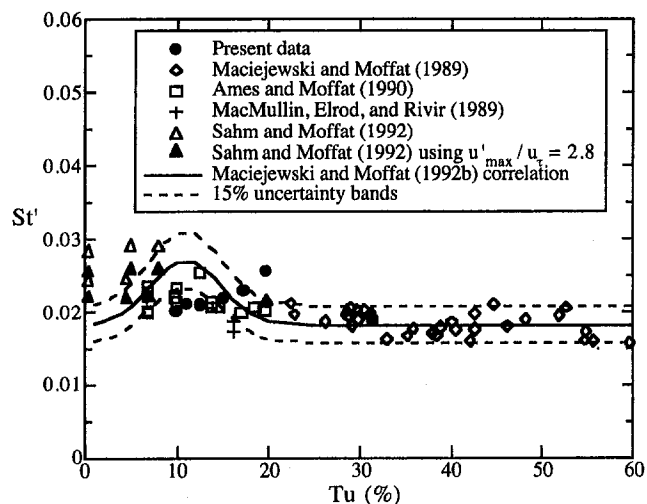 0.06
0.05
0.04
0.03
0.02
0.01
0
St'
Present data
Maciejewski and Moffat (1989)
Ames and Moffat (1990)
MacMullin, Elrod, and Rivir (1989)
Sahm and Moffat (1992)
Sahm and Moffat (1992) using u'max / uτ = 2.8
Maciejewski and Moffat (1992b) correlation
15% uncertainty bands
0 10 20 30 40 50 60
Tu (%)